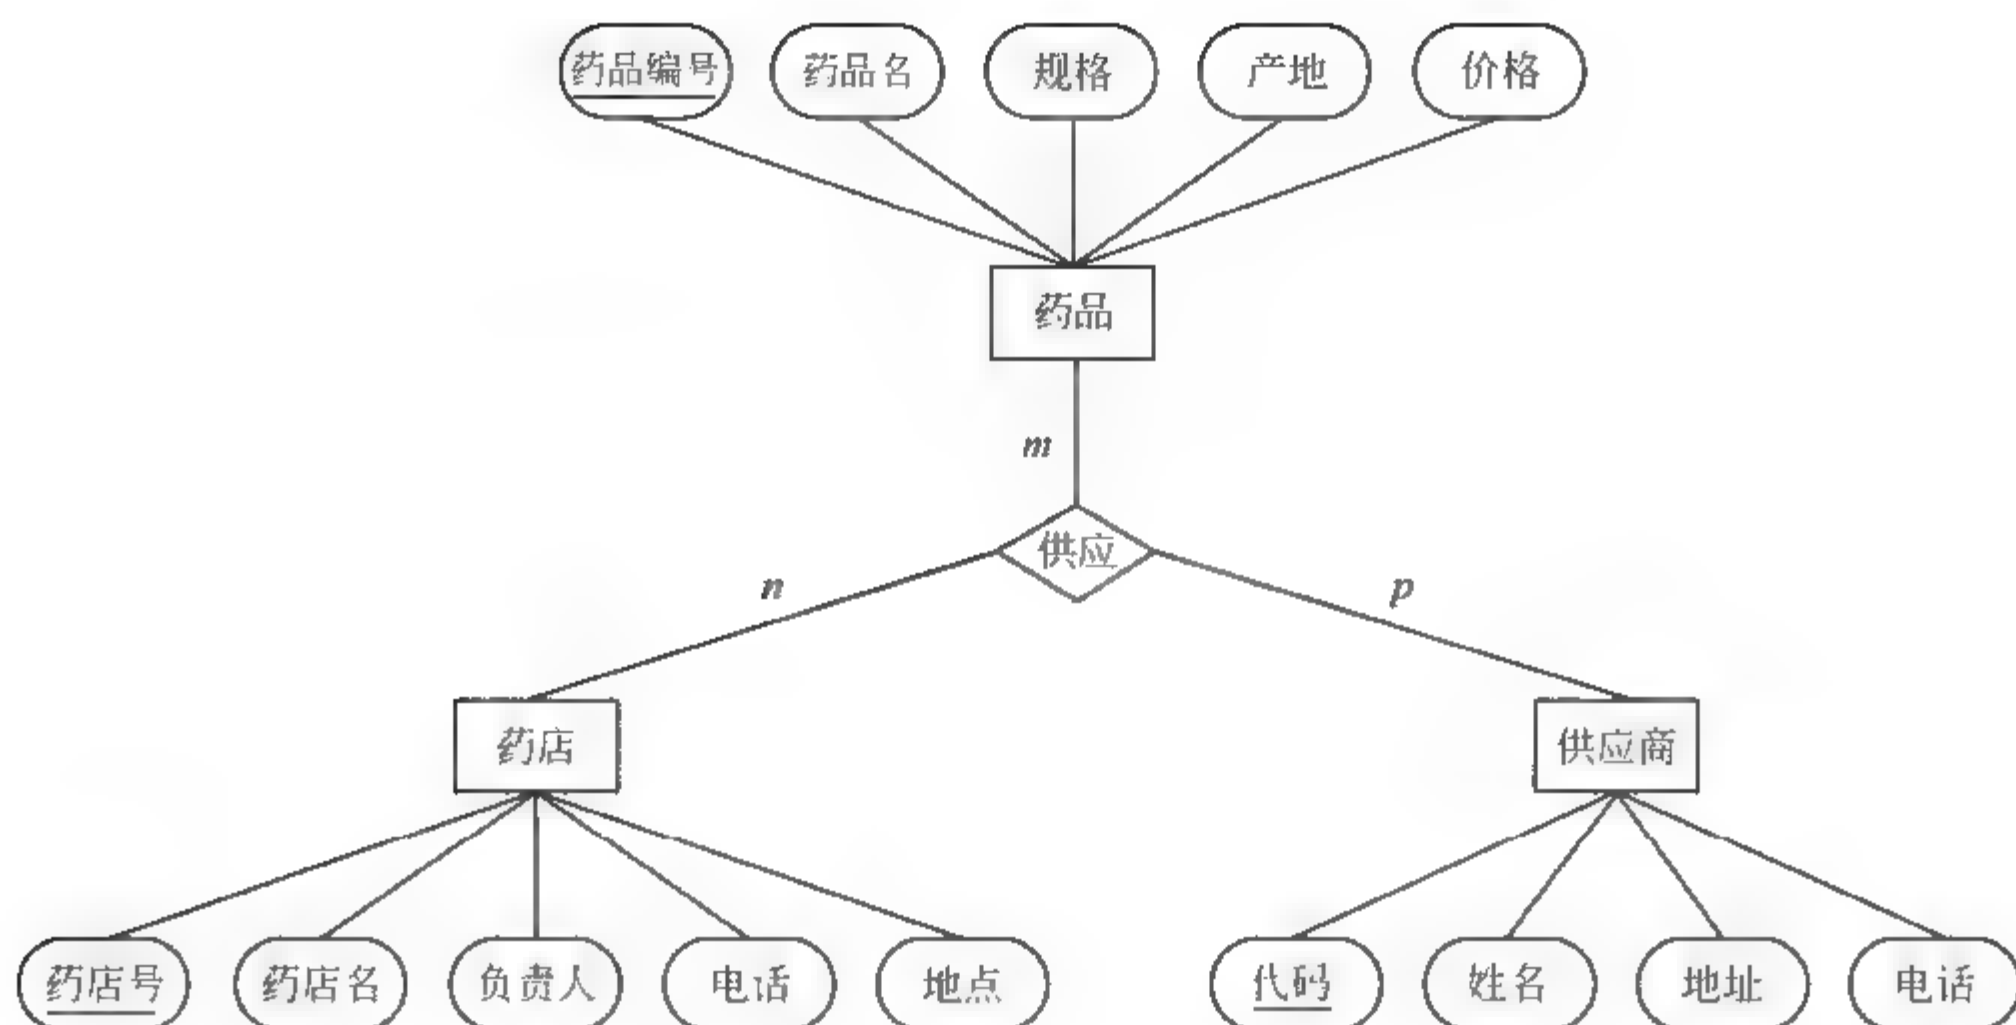 药品编号 药品名 规格 产地 价格
药品
m
供应
n p
药店 供应商
药店号 药店名 负责人 电话 地点 代码 姓名 地址 电话